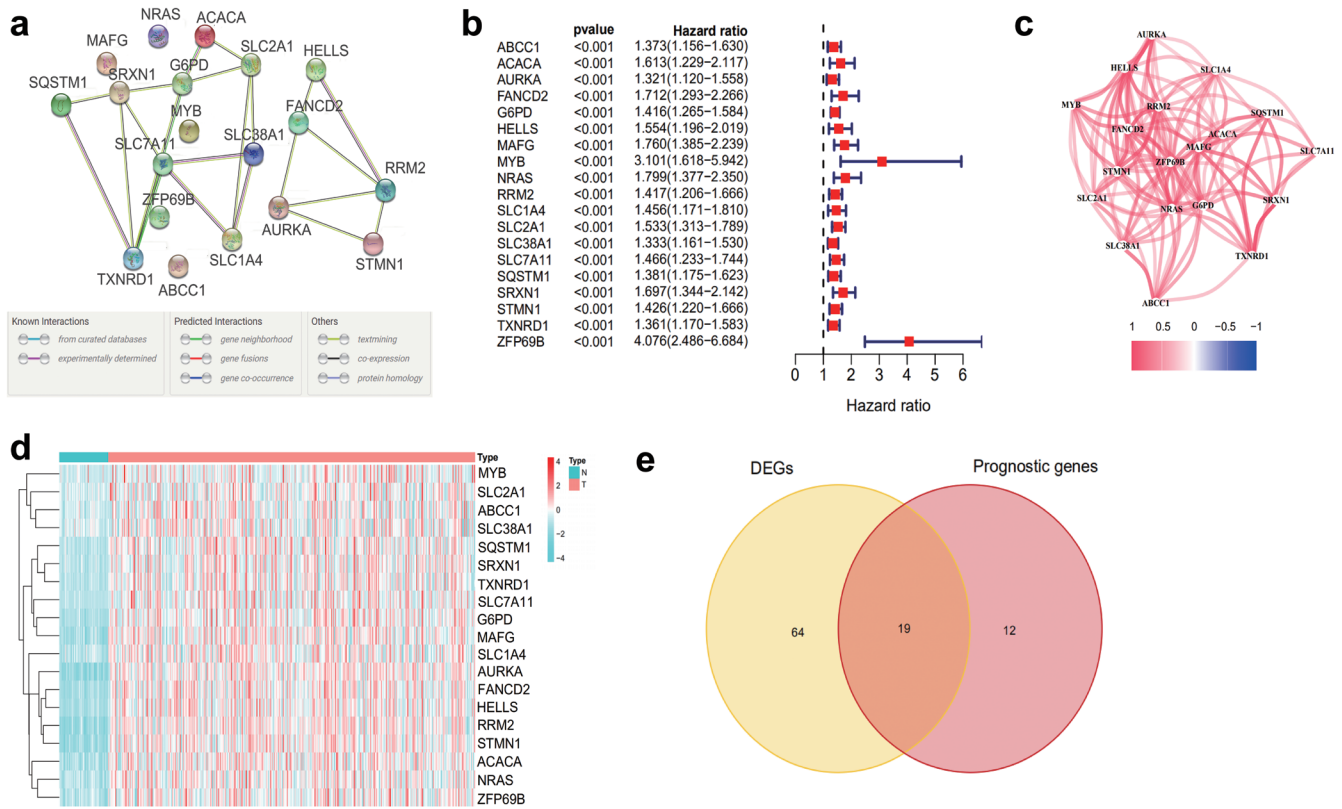 a
NRAS
ACACA
MAFG
SLC2A1
HELLS
SQSTM1
SRXN1
G6PD
FANCD2
MYB
SLC7A11
SLC38A1
RRM2
ZFP69B
AURKA
TXNRD1
SLC1A4
STMN1
ABCC1
Known Interactions
from curated databases
experimentally determined
Predicted Interactions
gene neighborhood
gene fusions
gene co-occurrence
Others
textmining
co-expression
protein homology
b
pvalue Hazard ratio
ABCC1 <0.001 1.373(1.156−1.630)
ACACA <0.001 1.613(1.229−2.117)
AURKA <0.001 1.321(1.120−1.558)
FANCD2 <0.001 1.712(1.293−2.266)
G6PD <0.001 1.416(1.265−1.584)
HELLS <0.001 1.554(1.196−2.019)
MAFG <0.001 1.760(1.385−2.239)
MYB <0.001 3.101(1.618−5.942)
NRAS <0.001 1.799(1.377−2.350)
RRM2 <0.001 1.417(1.206−1.666)
SLC1A4 <0.001 1.456(1.171−1.810)
SLC2A1 <0.001 1.533(1.313−1.789)
SLC38A1 <0.001 1.333(1.161−1.530)
SLC7A11 <0.001 1.466(1.233−1.744)
SQSTM1 <0.001 1.381(1.175−1.623)
SRXN1 <0.001 1.697(1.344−2.142)
STMN1 <0.001 1.426(1.220−1.666)
TXNRD1 <0.001 1.361(1.170−1.583)
ZFP69B <0.001 4.076(2.486−6.684)
0 1 2 3 4 5 6
Hazard ratio
c
AURKA
HELLS
SLC1A4
MYB
RRM2
SQSTM1
FANCD2
ACACA
MAFG
SLC7A11
ZFP69B
STMN1
SLC2A1
SRXN1
NRAS
G6PD
SLC38A1
TXNRD1
ABCC1
1 0.5 0 −0.5 −1
d
Type
MYB
SLC2A1
ABCC1
SLC38A1
SQSTM1
SRXN1
TXNRD1
SLC7A11
G6PD
MAFG
SLC1A4
AURKA
FANCD2
HELLS
RRM2
STMN1
ACACA
NRAS
ZFP69B
4
2
0
−2
−4
Type
N
T
e
DEGs
Prognostic genes
64
19
12